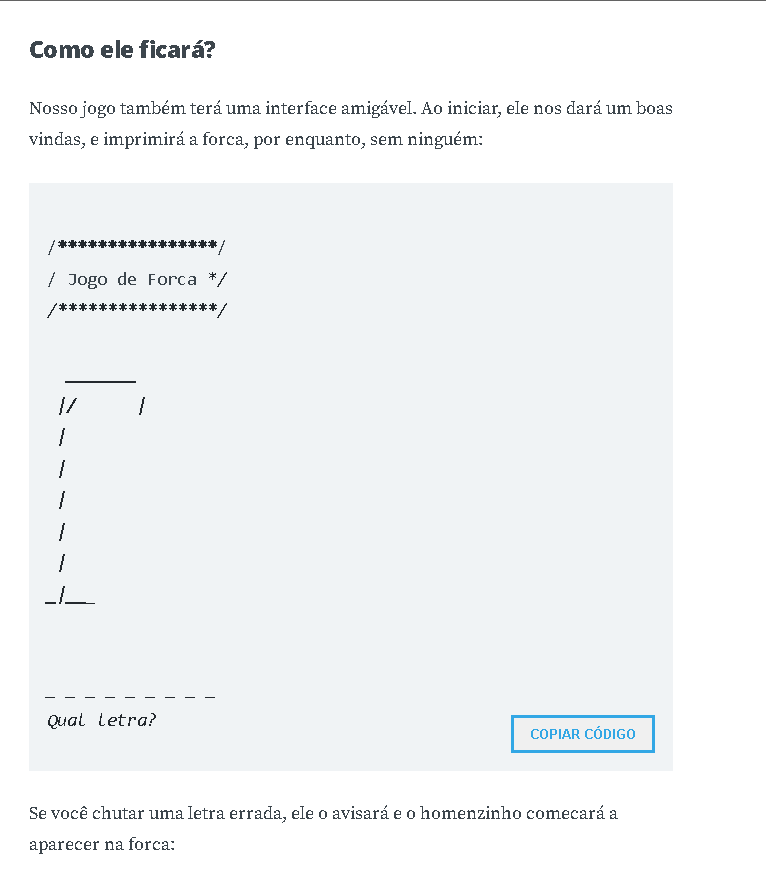 Como ele ficará?
Nosso jogo também terá uma interface amigável. Ao iniciar, ele nos dará um boas
vindas, e imprimirá a forca, por enquanto, sem ninguém:
/****************/
/ Jogo de Forca */
/****************/
_______
|/      |
|
|
|
|
|
_|___
_ _ _ _ _ _ _ _ _
Qual letra?
COPIAR CÓDIGO
Se você chutar uma letra errada, ele o avisará e o homenzinho comecará a
aparecer na forca: